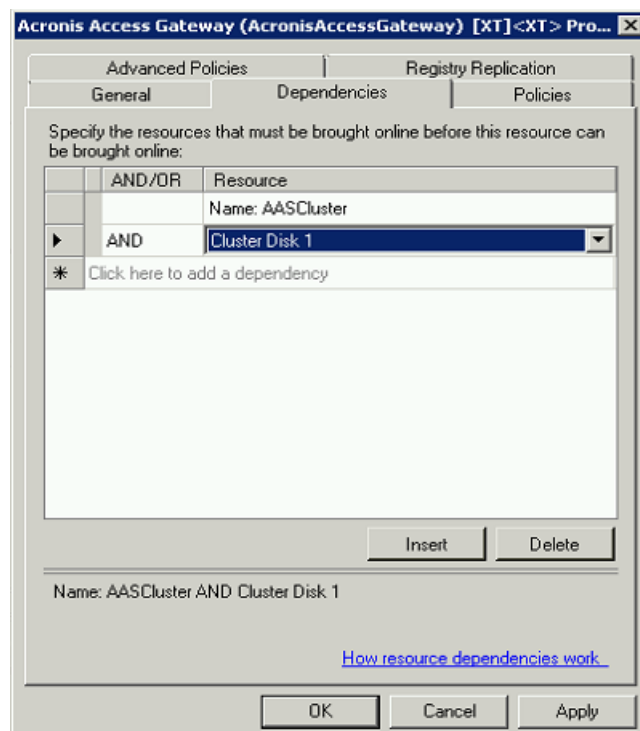 Acronis Access Gateway (AcronisAccessGateway) [XT]<XT> Pro...
Advanced Policies Registry Replication
General Dependencies Policies
Specify the resources that must be brought online before this resource can
be brought online:
AND/OR Resource
Name: AASCluster
AND Cluster Disk 1
Click here to add a dependency
Insert Delete
Name: AASCluster AND Cluster Disk 1
How resource dependencies work
OK Cancel Apply